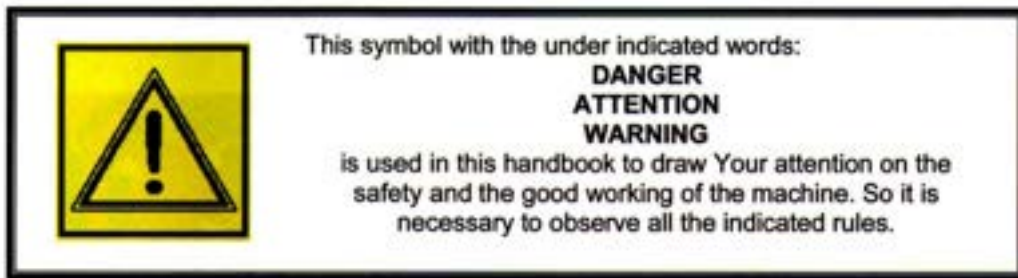 This symbol with the under indicated words:
DANGER
ATTENTION
WARNING
is used in this handbook to draw Your attention on the
safety and the good working of the machine. So it is
necessary to observe all the indicated rules.